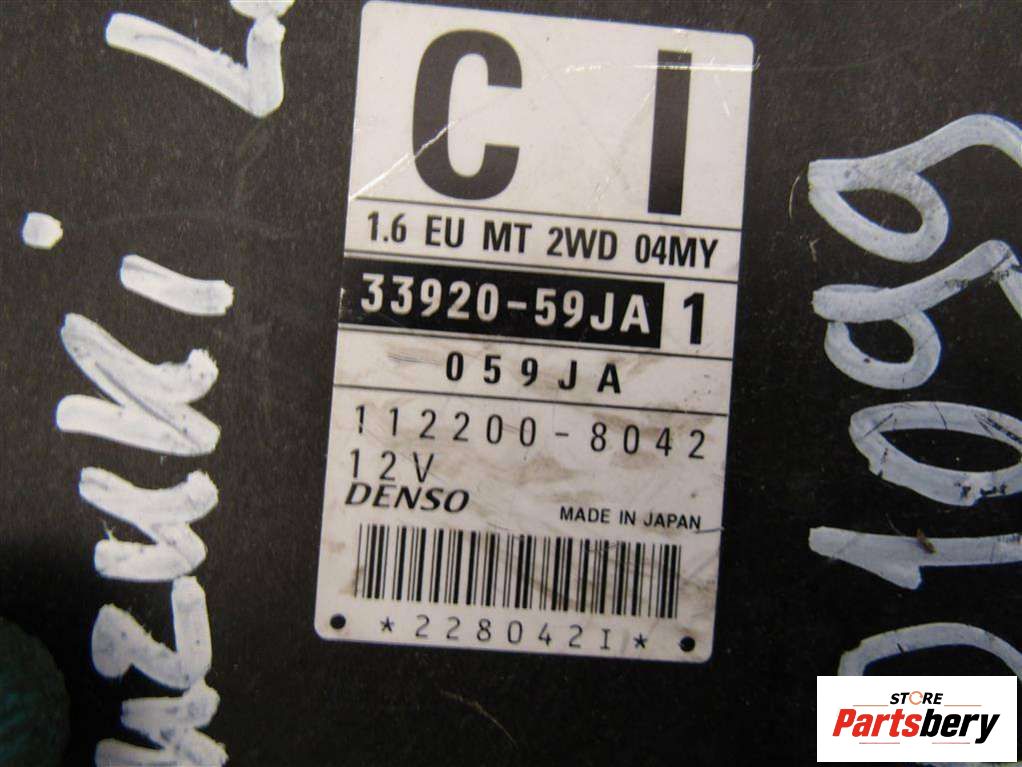 C I
1.6 EU MT 2WD 04MY
33920-59JA 1
059JA
112200-8042
12V
DENSO
MADE IN JAPAN
*228042I*
uzuki
STORE
Partsbery